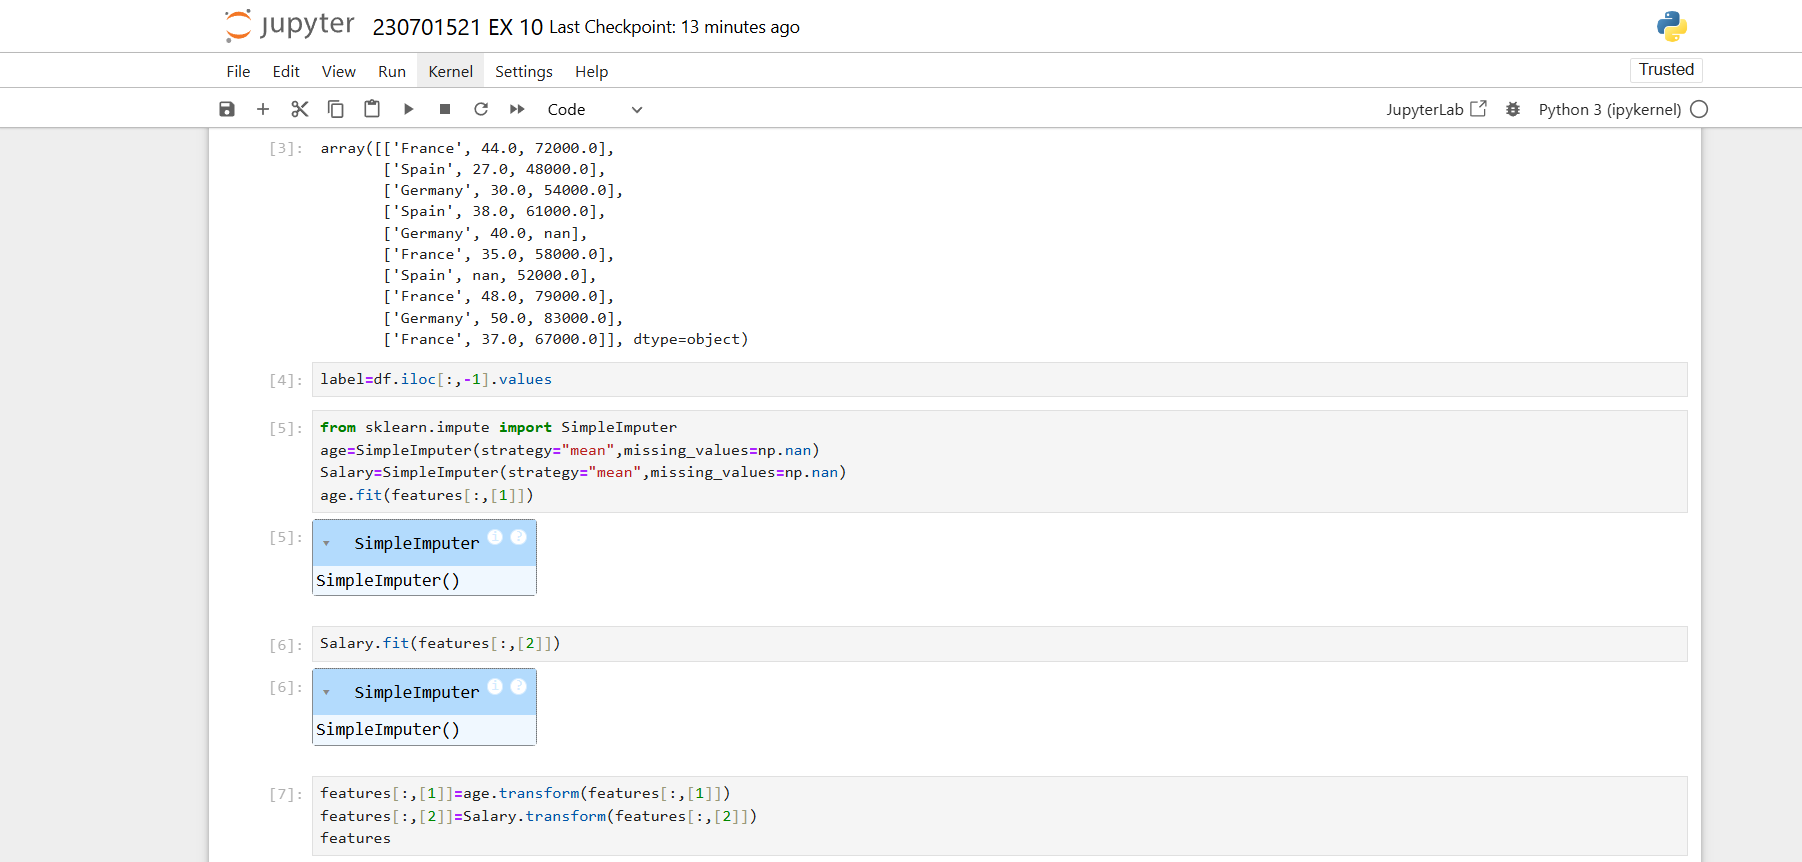 jupyter 230701521 EX 10 Last Checkpoint: 13 minutes ago
File Edit View Run Kernel Settings Help Trusted
Code JupyterLab Python 3 (ipykernel)
[3]: array([['France', 44.0, 72000.0],
['Spain', 27.0, 48000.0],
['Germany', 30.0, 54000.0],
['Spain', 38.0, 61000.0],
['Germany', 40.0, nan],
['France', 35.0, 58000.0],
['Spain', nan, 52000.0],
['France', 48.0, 79000.0],
['Germany', 50.0, 83000.0],
['France', 37.0, 67000.0]], dtype=object)
[4]: label=df.iloc[:,-1].values
[5]: from sklearn.impute import SimpleImputer
age=SimpleImputer(strategy="mean",missing_values=np.nan)
Salary=SimpleImputer(strategy="mean",missing_values=np.nan)
age.fit(features[:,[1]])
[5]: SimpleImputer i ?
SimpleImputer()
[6]: Salary.fit(features[:,[2]])
[6]: SimpleImputer i ?
SimpleImputer()
[7]: features[:,[1]]=age.transform(features[:,[1]])
features[:,[2]]=Salary.transform(features[:,[2]])
features